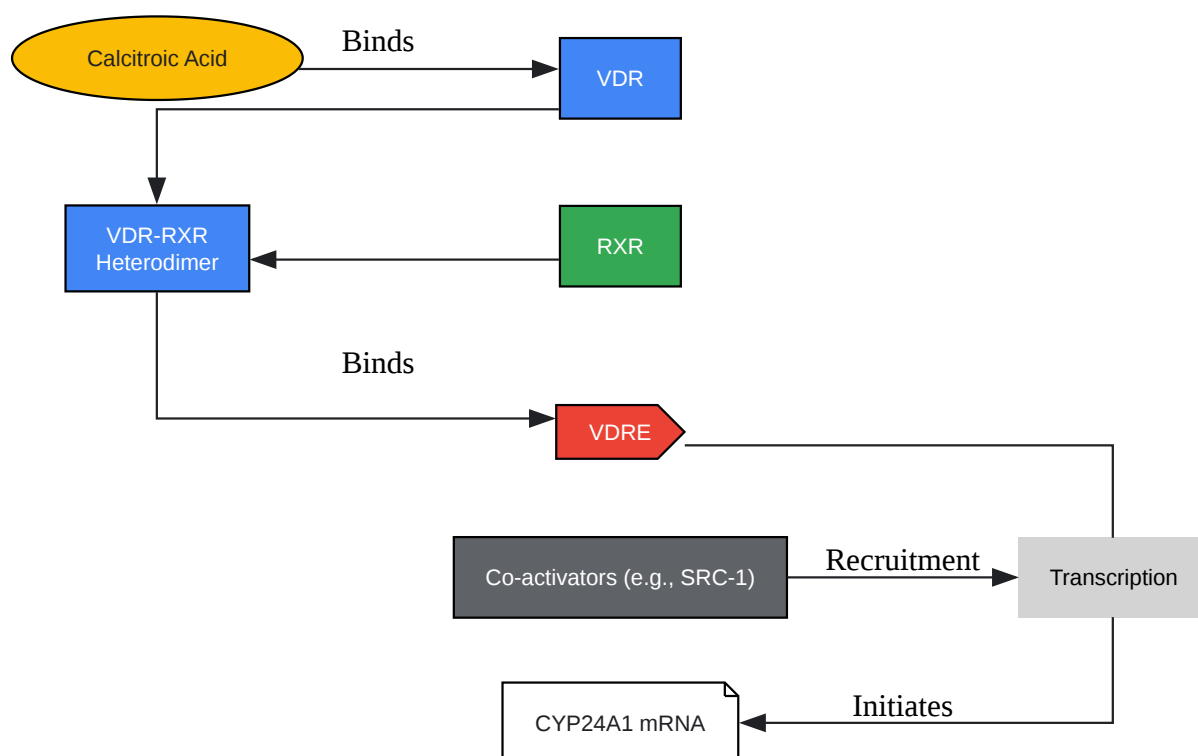 Calcitroic Acid
Binds
VDR
VDR-RXR
Heterodimer
RXR
Binds
VDRE
Co-activators (e.g., SRC-1)
Recruitment
Transcription
CYP24A1 mRNA
Initiates